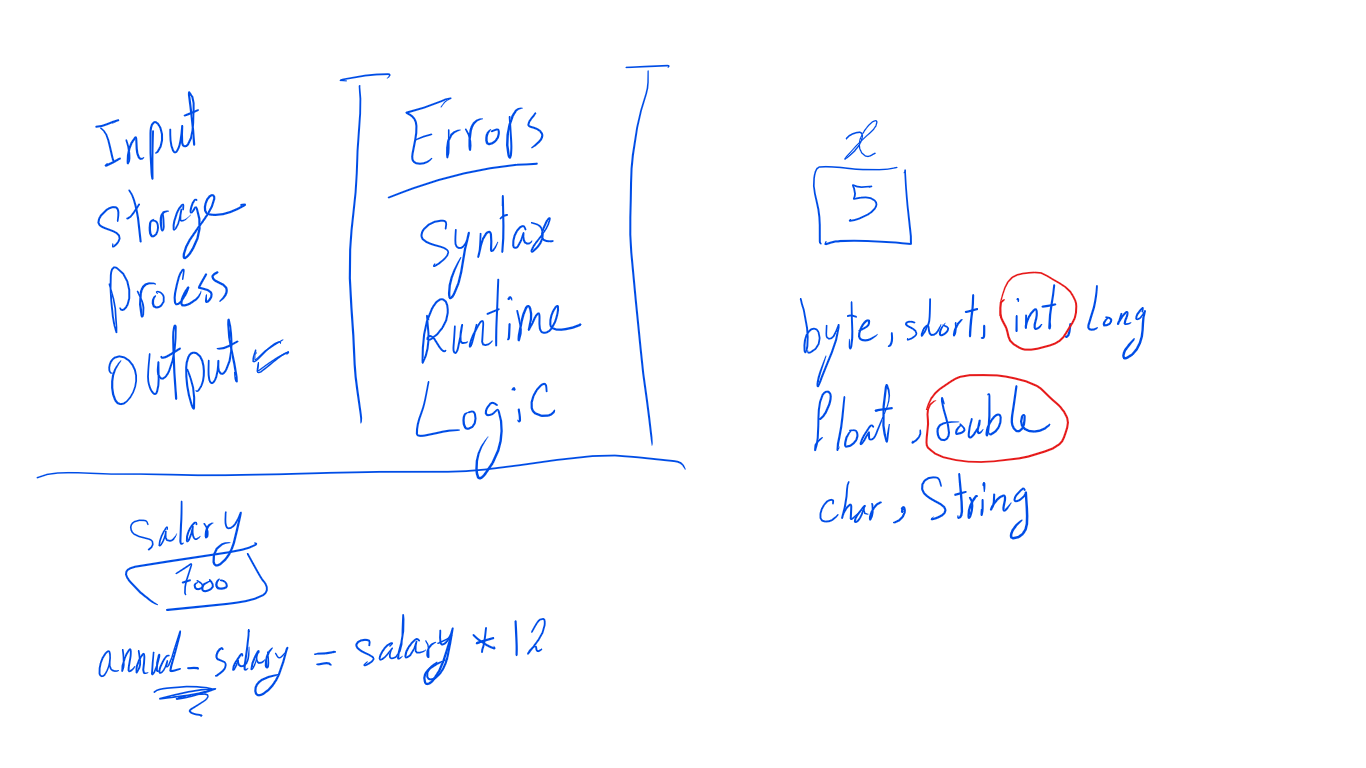 Input
Storage
Process
Output
Errors
Syntax
Runtime
Logic
Salary
7000
annual_salary = salary * 12
x
5
byte, short, int, long
float, double
char, String